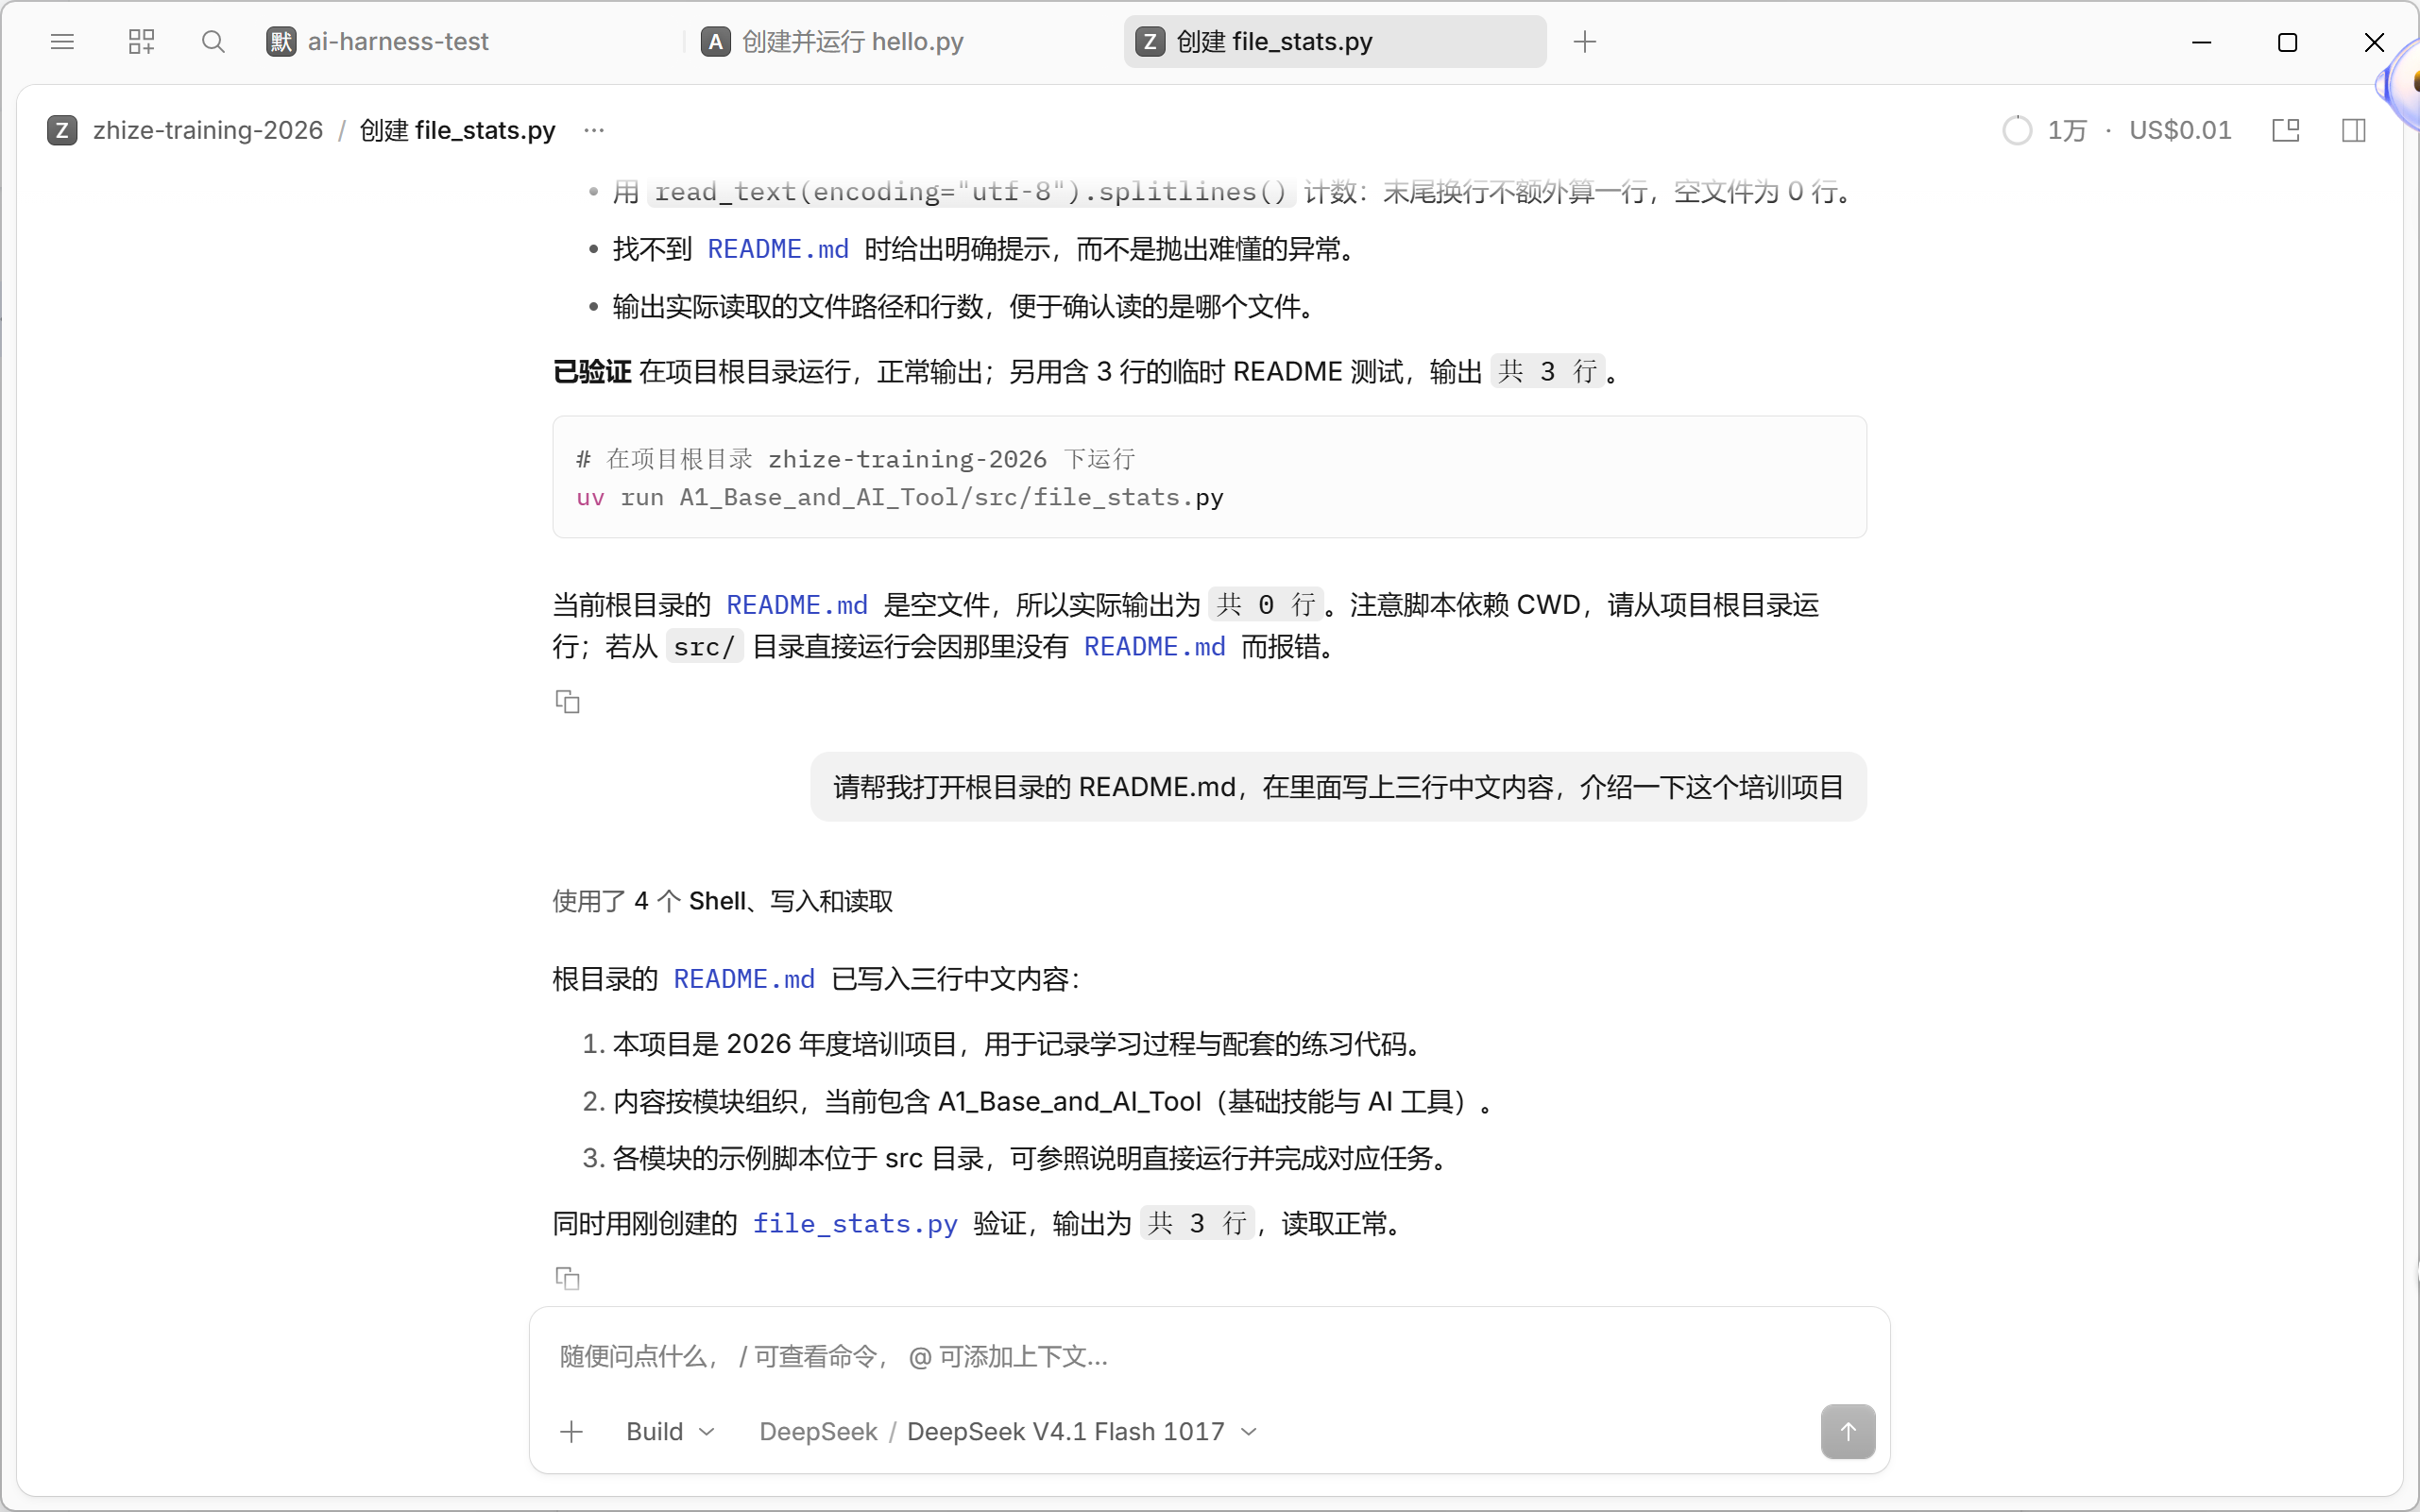 默 ai-harness-test
A 创建并运行 hello.py
Z 创建 file_stats.py
Z zhize-training-2026 / 创建 file_stats.py ···
1万 · US$0.01
• 用 read_text(encoding="utf-8").splitlines() 计数：末尾换行不额外算一行，空文件为 0 行。
• 找不到 README.md 时给出明确提示，而不是抛出难懂的异常。
• 输出实际读取的文件路径和行数，便于确认读的是哪个文件。
已验证 在项目根目录运行，正常输出；另用含 3 行的临时 README 测试，输出 共 3 行。
# 在项目根目录 zhize-training-2026 下运行
uv run A1_Base_and_AI_Tool/src/file_stats.py
当前根目录的 README.md 是空文件，所以实际输出为 共 0 行。注意脚本依赖 CWD，请从项目根目录运
行；若从 src/ 目录直接运行会因那里没有 README.md 而报错。
请帮我打开根目录的 README.md，在里面写上三行中文内容，介绍一下这个培训项目
使用了 4 个 Shell、写入和读取
根目录的 README.md 已写入三行中文内容：
1. 本项目是 2026 年度培训项目，用于记录学习过程与配套的练习代码。
2. 内容按模块组织，当前包含 A1_Base_and_AI_Tool（基础技能与 AI 工具）。
3. 各模块的示例脚本位于 src 目录，可参照说明直接运行并完成对应任务。
同时用刚创建的 file_stats.py 验证，输出为 共 3 行，读取正常。
随便问点什么， / 可查看命令， @ 可添加上下文...
Build
DeepSeek / DeepSeek V4.1 Flash 1017